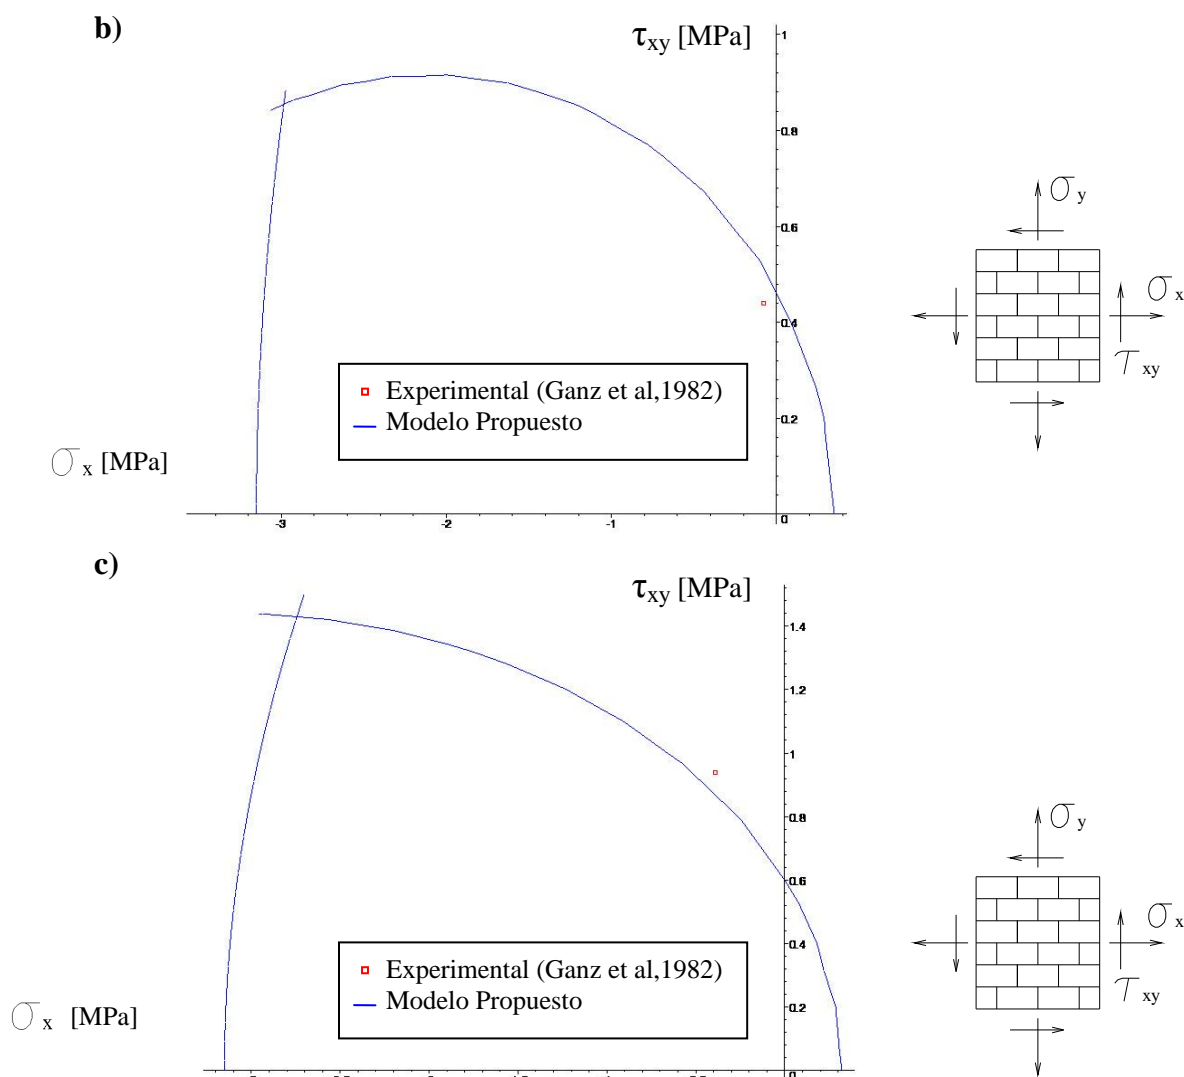 b)
τxy [MPa]
1
0.8
0.6
0.4
0.2
0
-3
-2
-1
0
σx [MPa]
Experimental (Ganz et al,1982)
Modelo Propuesto
σy
σx
τxy
c)
τxy [MPa]
1.4
1.2
1
0.8
0.6
0.4
0.2
σx [MPa]
Experimental (Ganz et al,1982)
Modelo Propuesto
σy
σx
τxy